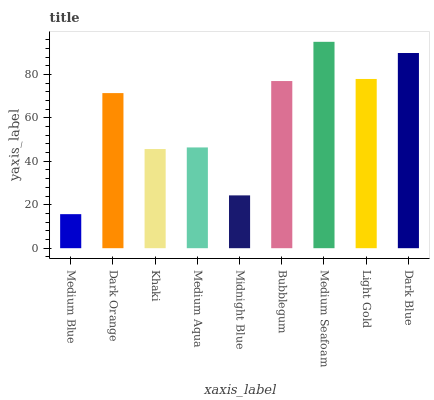 title
yaxis_label
80
60
40
20
0
Medium Blue
Dark Orange
Khaki
Medium Aqua
Midnight Blue
Bubblegum
Medium Seafoam
Light Gold
Dark Blue
xaxis_label